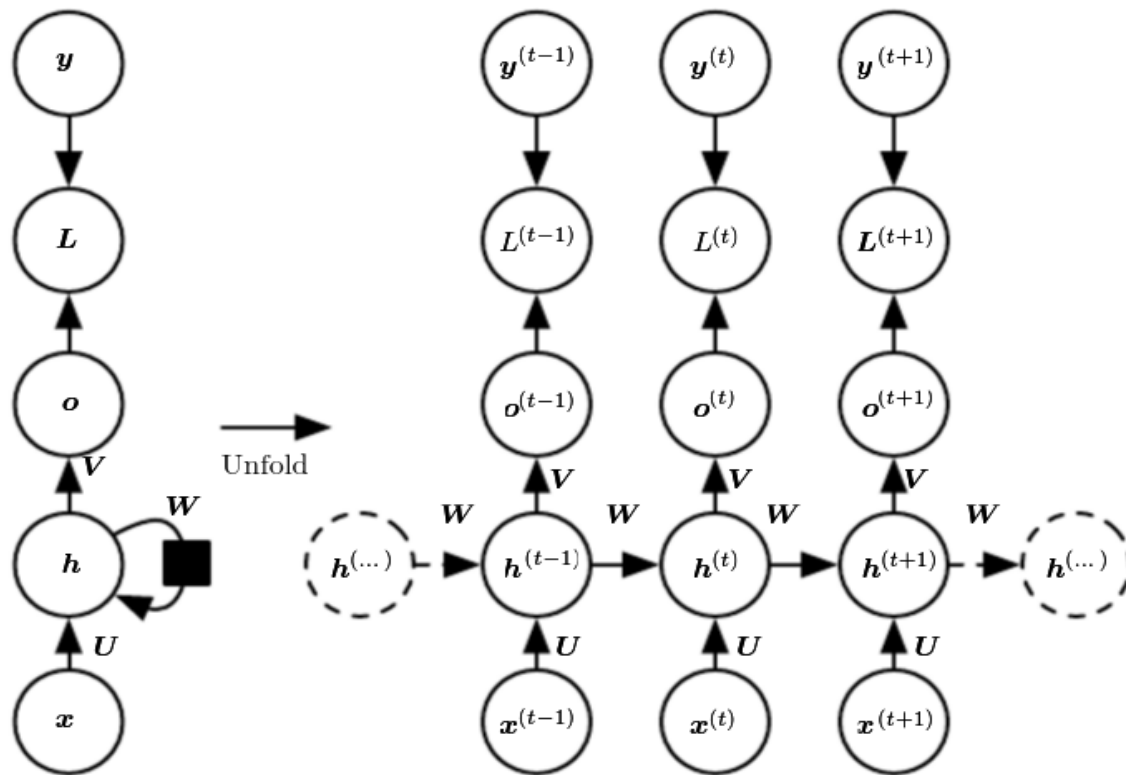 y y^(t−1) y^(t) y^(t+1)
L L^(t−1) L^(t) L^(t+1)
o o^(t−1) o^(t) o^(t+1)
Unfold
V V V V
W W W W W
h h^(...) h^(t−1) h^(t) h^(t+1) h^(...)
U U U U
x x^(t−1) x^(t) x^(t+1)